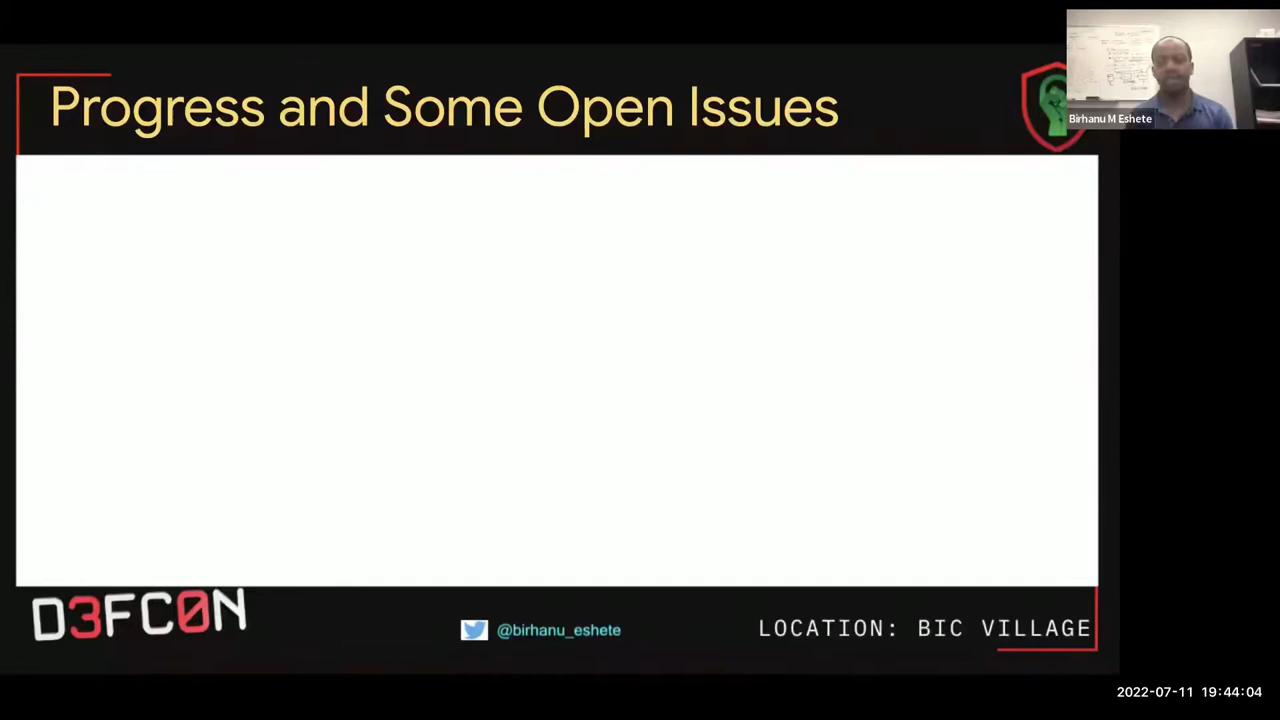 Progress and Some Open Issues
Birhanu M Eshete
D3FC0N
@birhanu_eshete
LOCATION: BIC VILLAGE
2022-07-11 19:44:04